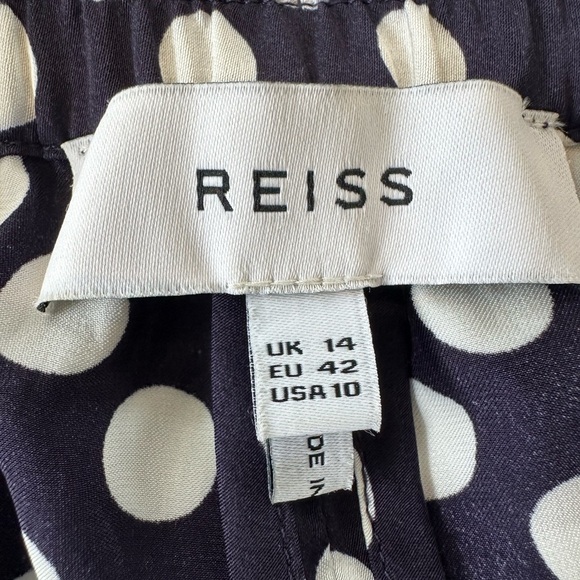 REISS
UK 14
EU 42
USA 10
DE IN